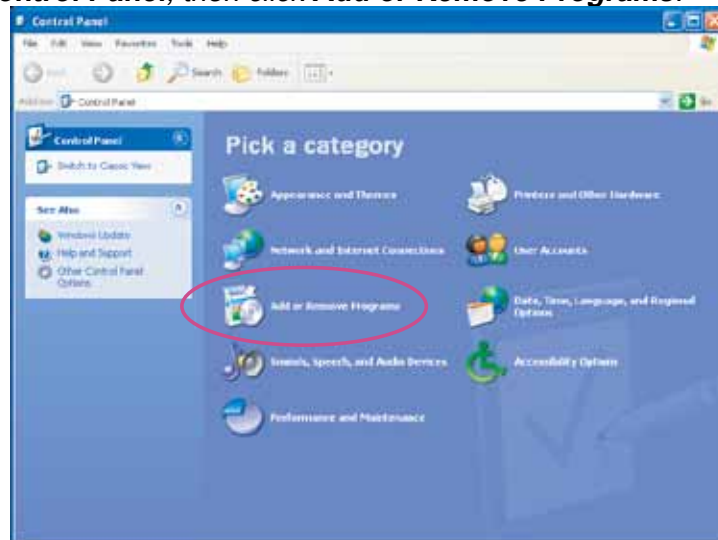 ontrol Panel, then click Add or Remove Programs.
Control Panel
File Edit View Favorites Tools Help
Search Folders
Control Panel
Control Panel
Switch to Classic View
See Also
Windows Update
Help and Support
Other Control Panel
Options
Pick a category
Appearance and Themes
Printers and Other Hardware
Network and Internet Connections
User Accounts
Add or Remove Programs
Date, Time, Language, and Regional
Options
Sounds, Speech, and Audio Devices
Accessibility Options
Performance and Maintenance